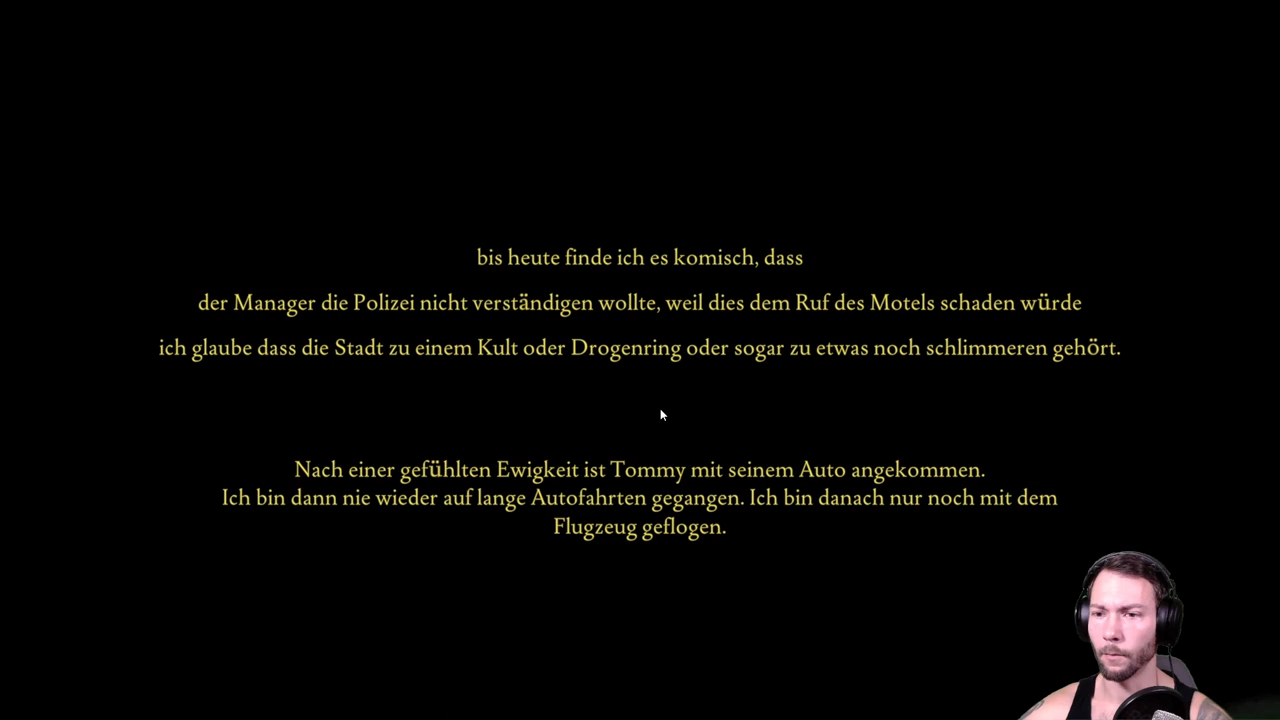 bis heute finde ich es komisch, dass
der Manager die Polizei nicht verständigen wollte, weil dies dem Ruf des Motels schaden würde
ich glaube dass die Stadt zu einem Kult oder Drogenring oder sogar zu etwas noch schlimmeren gehört.
Nach einer gefühlten Ewigkeit ist Tommy mit seinem Auto angekommen.
Ich bin dann nie wieder auf lange Autofahrten gegangen. Ich bin danach nur noch mit dem
Flugzeug geflogen.